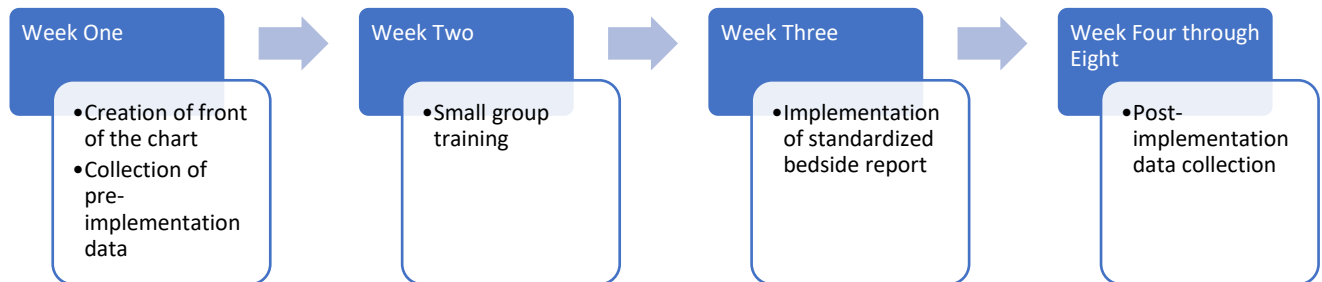 Week One
•Creation of front
of the chart
•Collection of
pre-
implementation
data
Week Two
•Small group
training
Week Three
•Implementation
of standardized
bedside report
Week Four through
Eight
•Post-
implementation
data collection